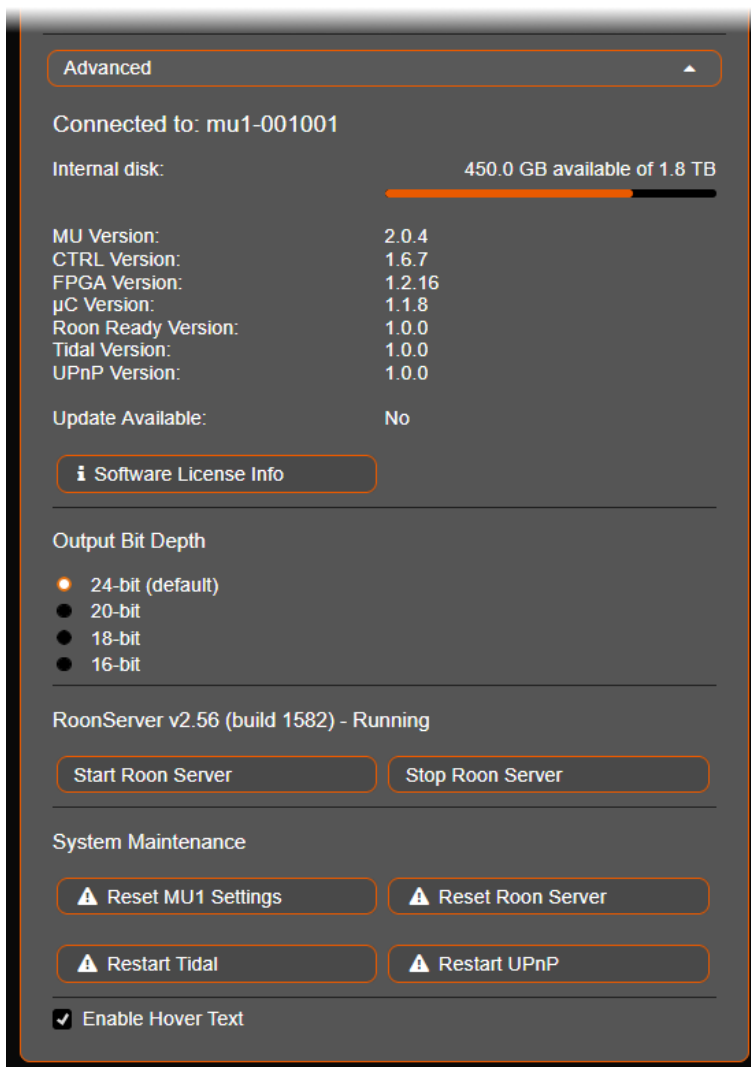 Advanced
Connected to: mu1-001001
Internal disk: 450.0 GB available of 1.8 TB
MU Version: 2.0.4
CTRL Version: 1.6.7
FPGA Version: 1.2.16
µC Version: 1.1.8
Roon Ready Version: 1.0.0
Tidal Version: 1.0.0
UPnP Version: 1.0.0
Update Available: No
Software License Info
Output Bit Depth
24-bit (default)
20-bit
18-bit
16-bit
RoonServer v2.56 (build 1582) - Running
Start Roon Server Stop Roon Server
System Maintenance
Reset MU1 Settings Reset Roon Server
Restart Tidal Restart UPnP
Enable Hover Text